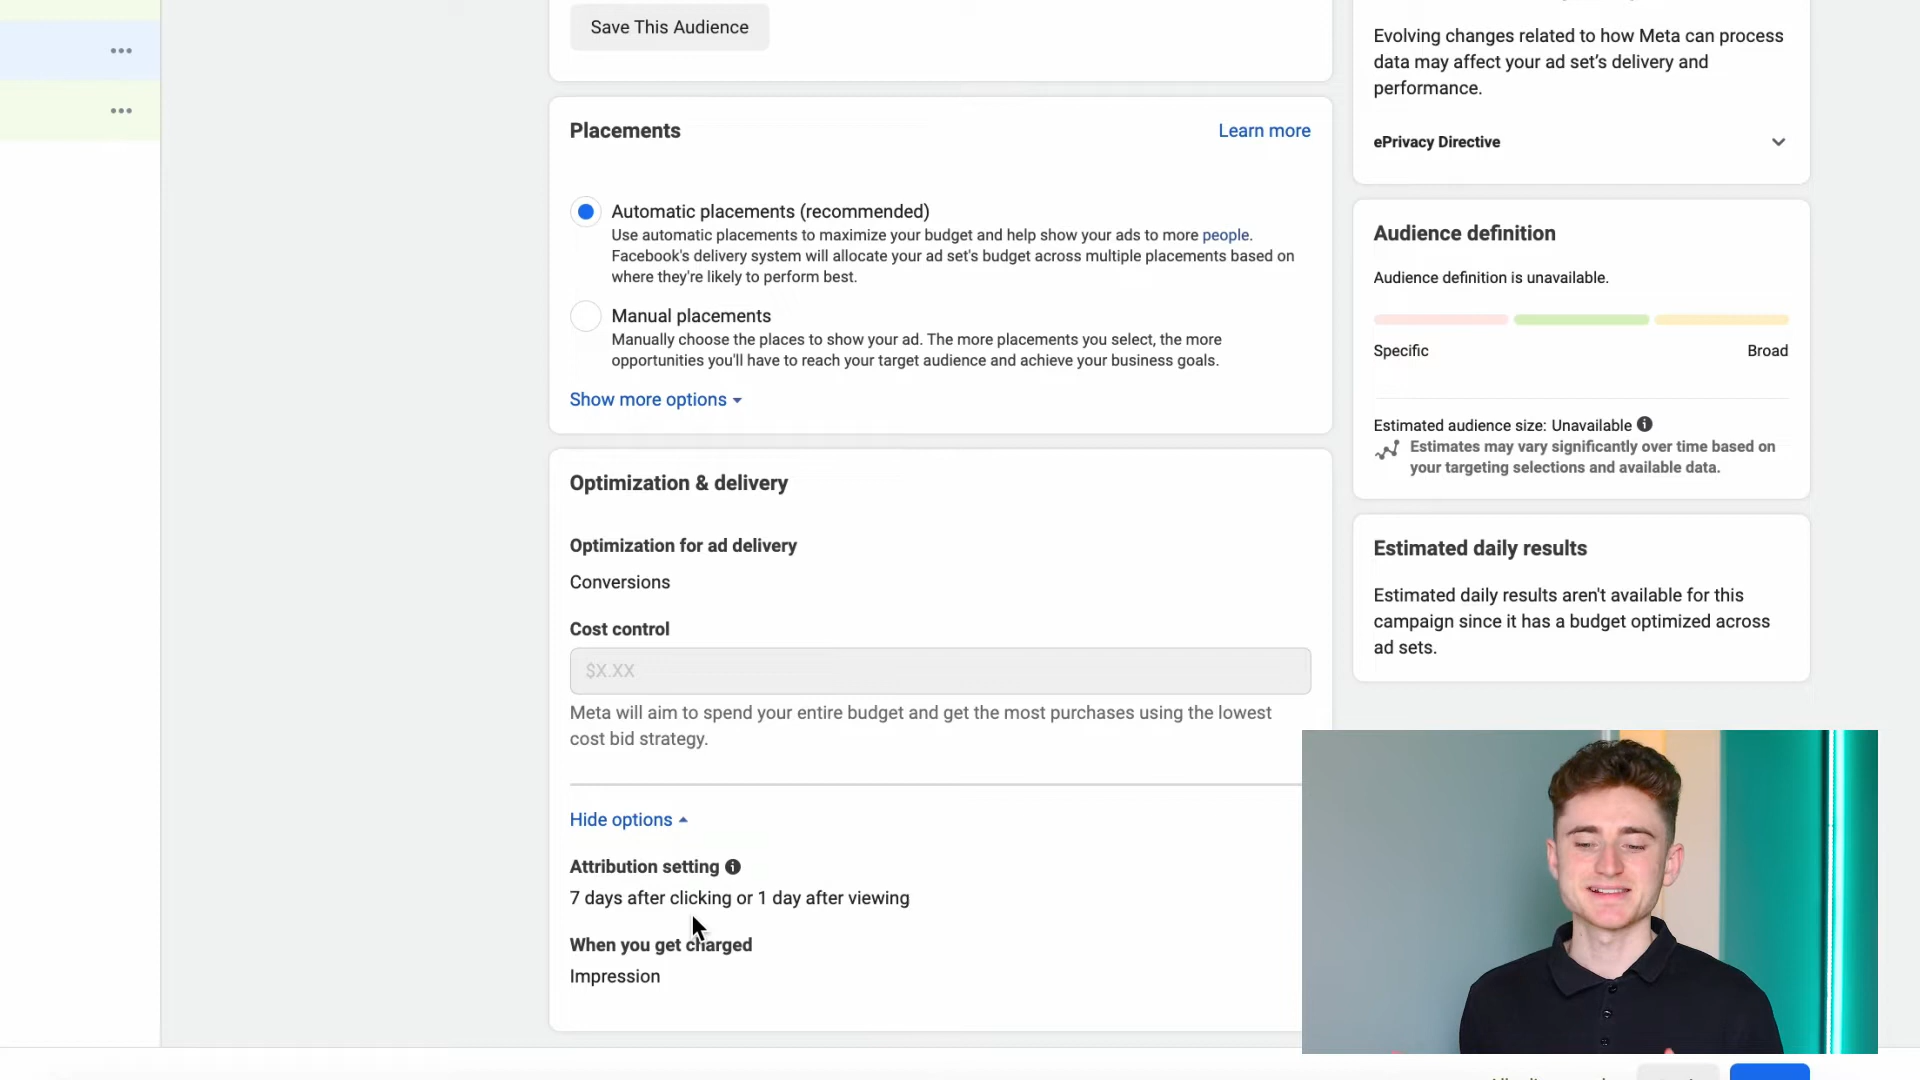 Save This Audience
Placements
Learn more
Automatic placements (recommended)
Use automatic placements to maximize your budget and help show your ads to more people.
Facebook's delivery system will allocate your ad set's budget across multiple placements based on
where they're likely to perform best.
Manual placements
Manually choose the places to show your ad. The more placements you select, the more
opportunities you'll have to reach your target audience and achieve your business goals.
Show more options
Optimization & delivery
Optimization for ad delivery
Conversions
Cost control
$X.XX
Meta will aim to spend your entire budget and get the most purchases using the lowest
cost bid strategy.
Hide options
Attribution setting
7 days after clicking or 1 day after viewing
When you get charged
Impression
Evolving changes related to how Meta can process
data may affect your ad set's delivery and
performance.
ePrivacy Directive
Audience definition
Audience definition is unavailable.
Specific
Broad
Estimated audience size: Unavailable
Estimates may vary significantly over time based on
your targeting selections and available data.
Estimated daily results
Estimated daily results aren't available for this
campaign since it has a budget optimized across
ad sets.